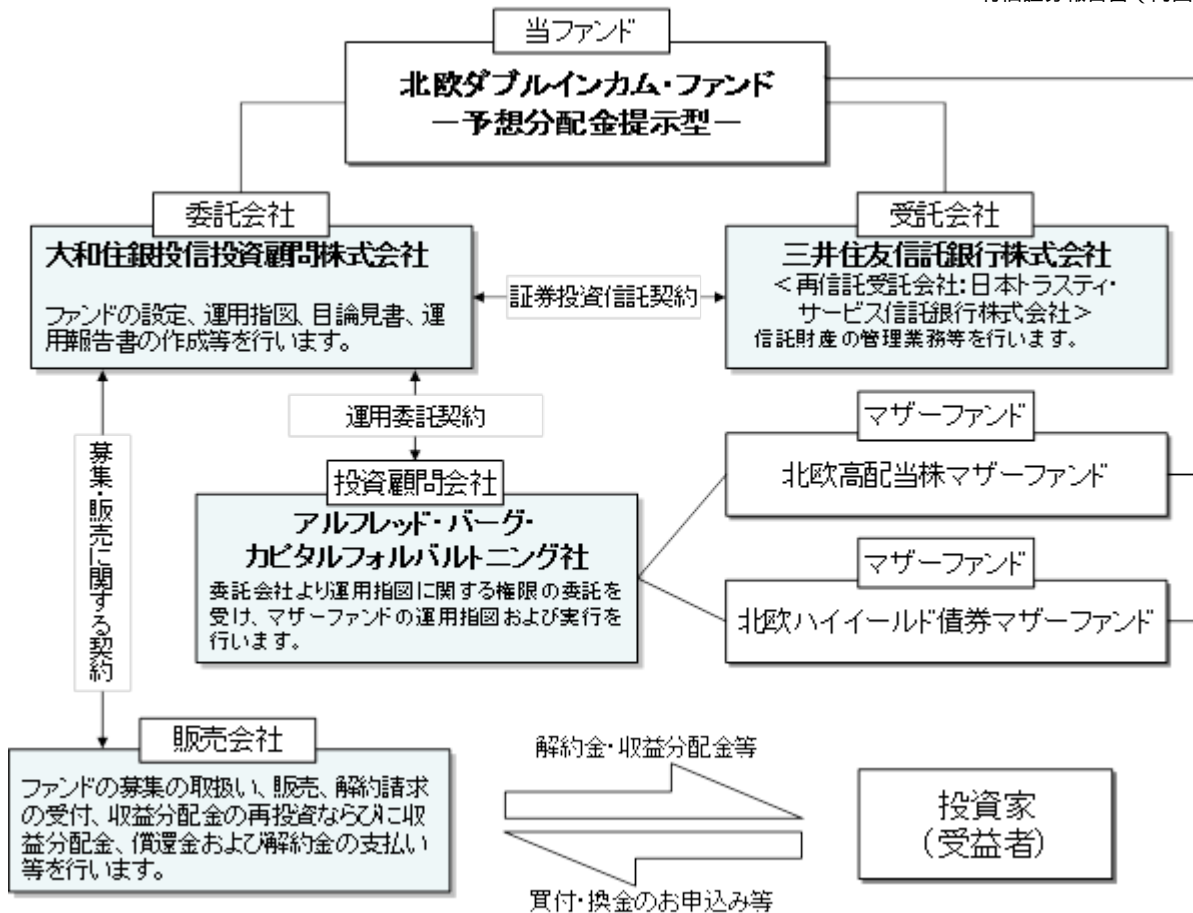 当ファンド
北欧ダブルインカム・ファンド
－予想分配金提示型－
委託会社
大和住銀投信投資顧問株式会社
ファンドの設定、運用指図、目論見書、運
用報告書の作成等を行います。
証券投資信託契約
受託会社
三井住友信託銀行株式会社
＜再信託受託会社：日本トラスティ・
サービス信託銀行株式会社＞
信託財産の管理業務等を行います。
運用委託契約
募集・販売に関する契約
投資顧問会社
アルフレッド・バーグ・
カピタルフォルバルトニング社
委託会社より運用指図に関する権限の委託を
受け、マザーファンドの運用指図および実行を
行います。
マザーファンド
北欧高配当株マザーファンド
マザーファンド
北欧ハイイールド債券マザーファンド
販売会社
ファンドの募集の取扱い、販売、解約請求
の受付、収益分配金の再投資ならびに収
益分配金、償還金および解約金の支払い
等を行います。
解約金・収益分配金等
買付・換金のお申込み等
投資家
（受益者）